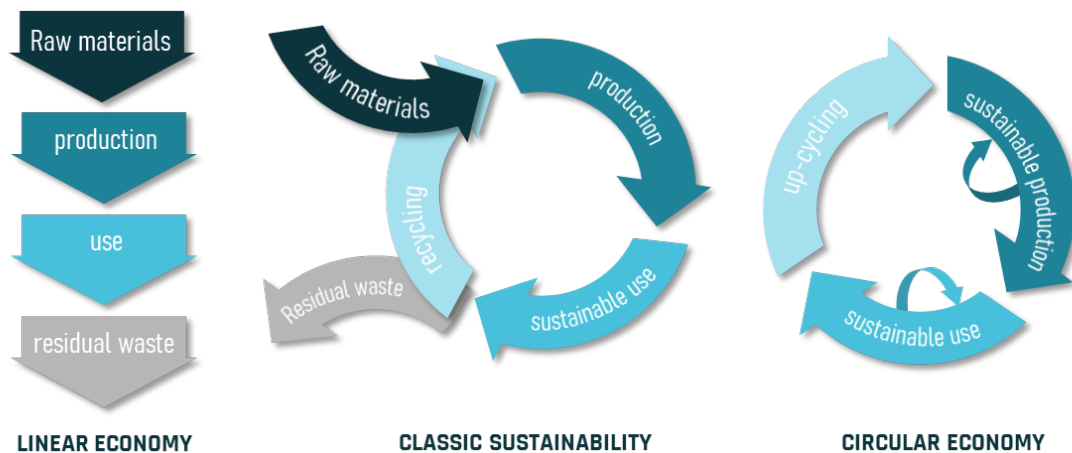 Raw materials
production
use
residual waste
LINEAR ECONOMY
Raw materials
production
sustainable use
recycling
Residual waste
CLASSIC SUSTAINABILITY
up-cycling
sustainable production
sustainable use
CIRCULAR ECONOMY